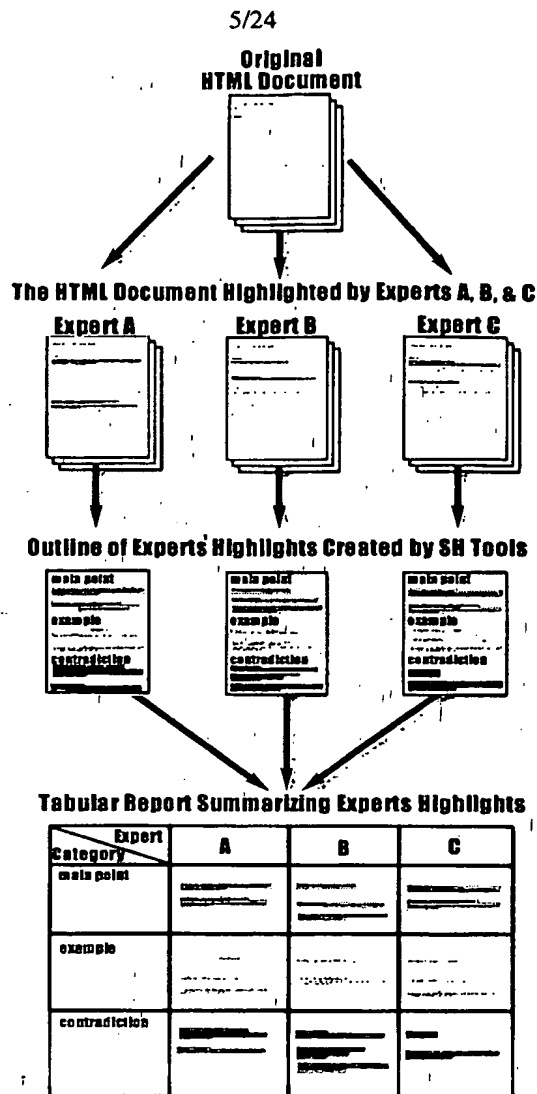 5/24
Original
HTML Document
The HTML Document Highlighted by Experts A, B, & C
Expert A
Expert B
Expert C
Outline of Experts' Highlights Created by SH Tools
main point
example
contradiction
main point
example
contradiction
main point
example
contradiction
Tabular Report Summarizing Experts Highlights
Expert
Category
A
B
C
main point
example
contradiction